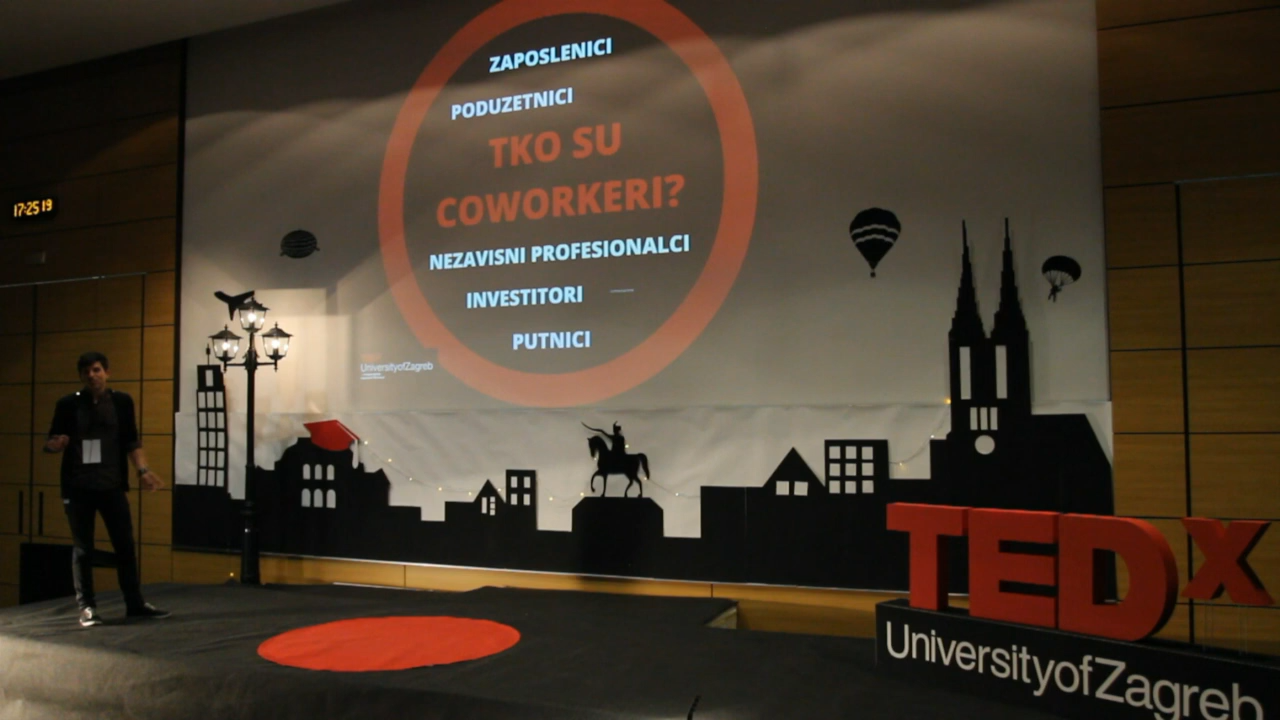 ZAPOSLENICI
PODUZETNICI
TKO SU
COWORKERI?
NEZAVISNI PROFESIONALCI
INVESTITORI
PUTNICI
UniversityofZagreb
17:25 19
TEDx
UniversityofZagreb